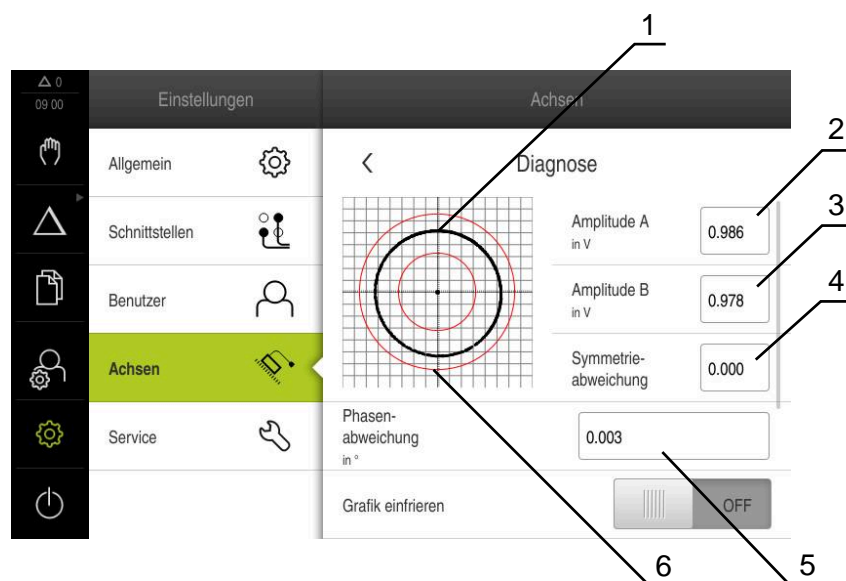 1
△ 0
09 00
Einstellungen
Achsen
2
Allgemein
Diagnose
Amplitude A
in V
0.986
3
Schnittstellen
Amplitude B
in V
0.978
4
Benutzer
Achsen
Symmetrie-
abweichung
0.000
Service
Phasen-
abweichung
in °
0.003
Grafik einfrieren
OFF
6
5